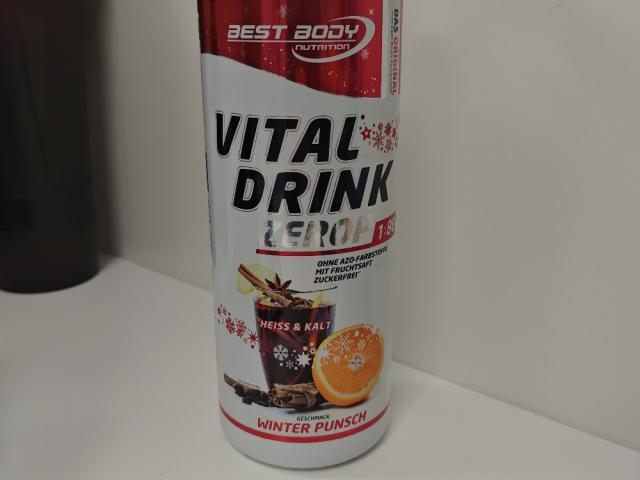 BEST BODY
NUTRITION
DAS ORIGINAL
VITAL
DRINK
ZEROP
1:80
OHNE AZO-FARBSTOFFE
MIT FRUCHTSAFT
ZUCKERFREI*
HEISS & KALT
GESCHMACK
WINTER PUNSCH